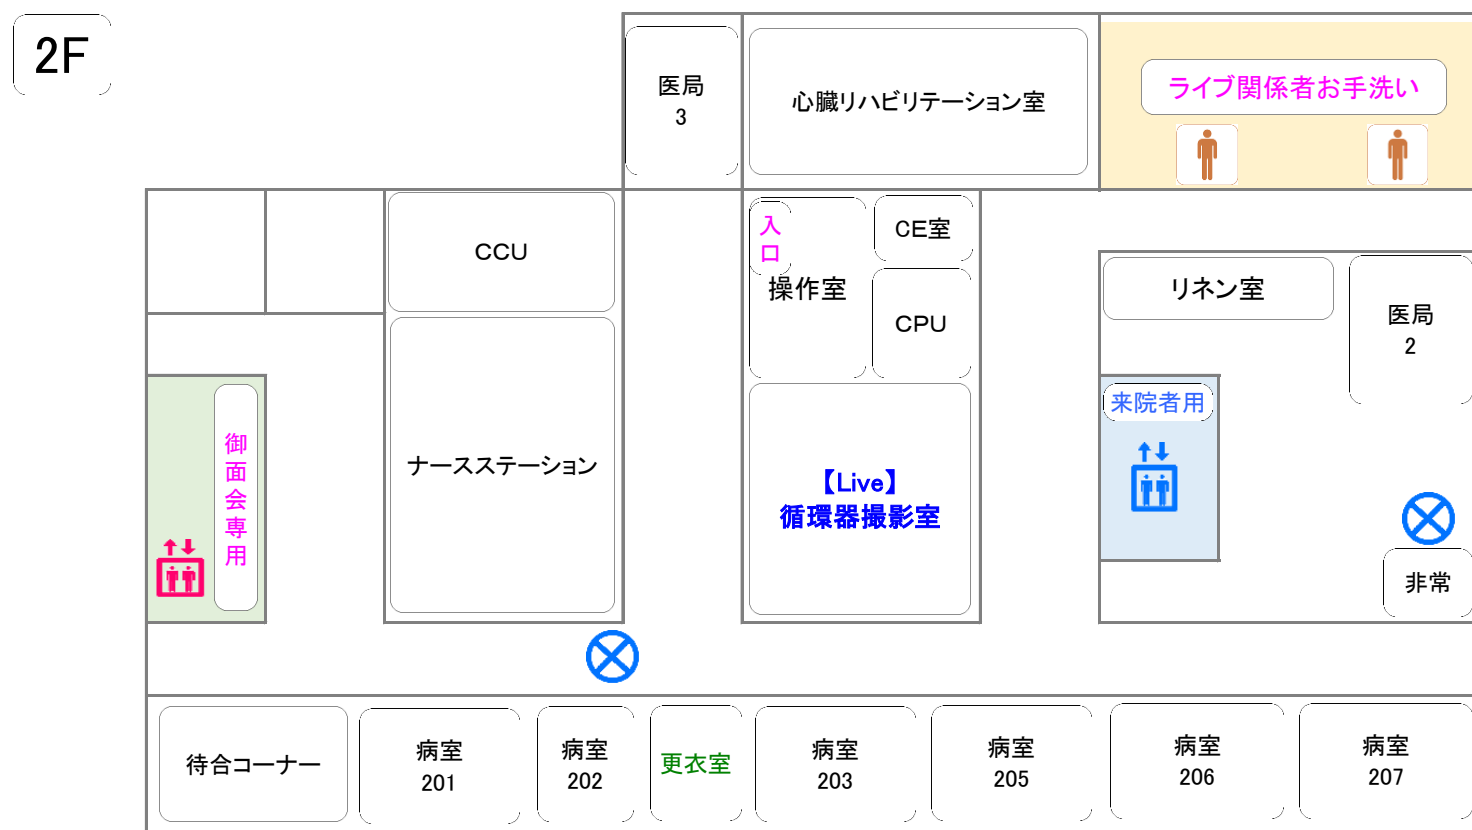 2F
医局
3
心臓リハビリテーション室
ライブ関係者お手洗い
CCU
入
口
操作室
CE室
CPU
リネン室
医局
2
御
面
会
専
用
ナースステーション
【Live】
循環器撮影室
来院者用
非常
待合コーナー
病室
201
病室
202
更衣室
病室
203
病室
205
病室
206
病室
207